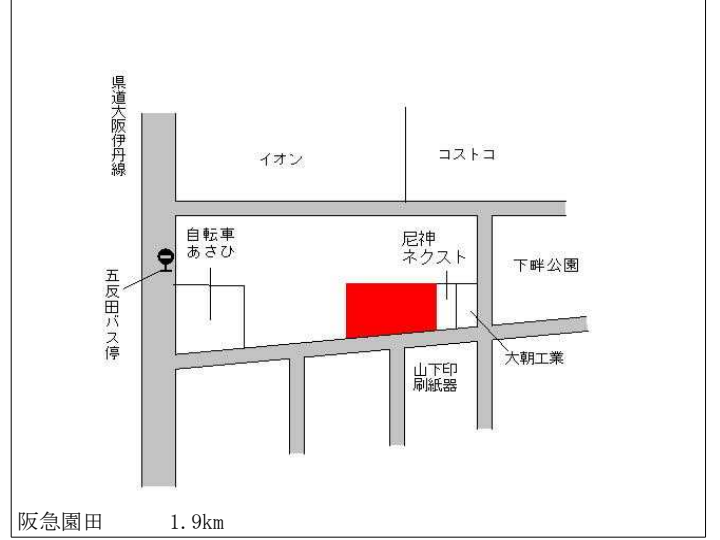 県道大阪伊丹線
イオン
コストコ
自転車
あさひ
尼神
ネクスト
下畔公園
五反田バス停
大朝工業
山下印
刷紙器
阪急園田 1.9km